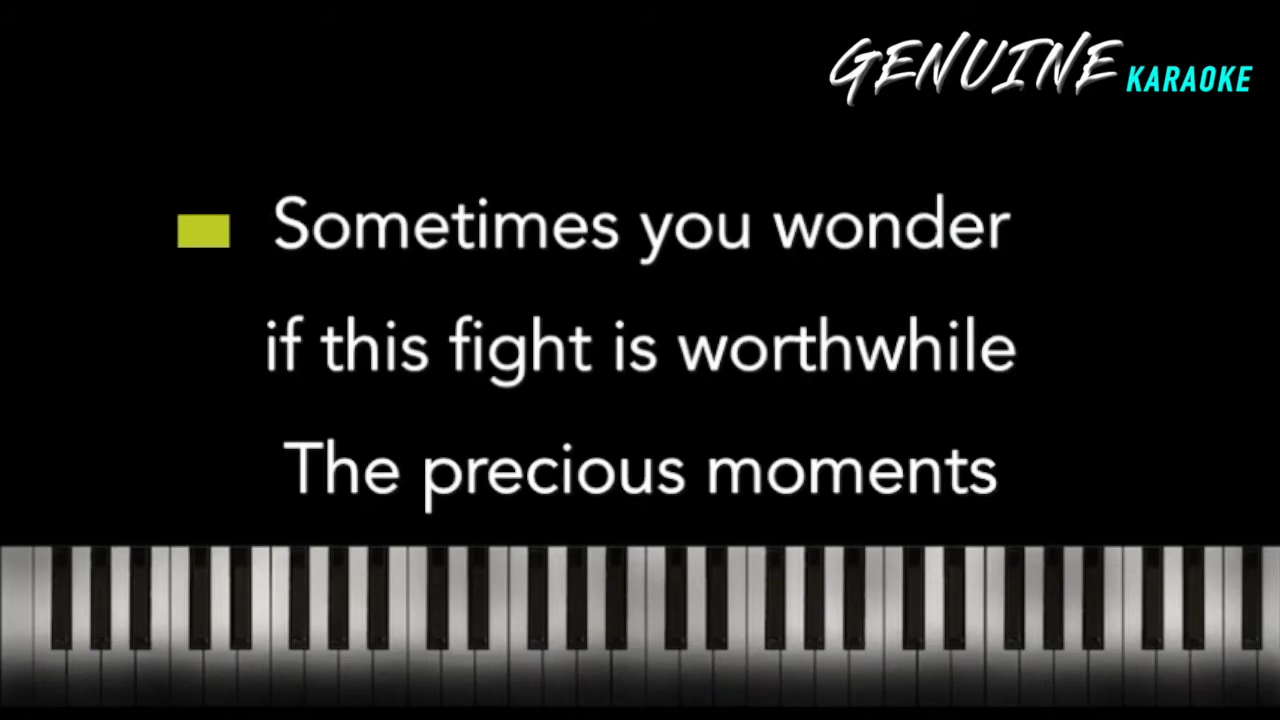 GENUINE KARAOKE
Sometimes you wonder
if this fight is worthwhile
The precious moments